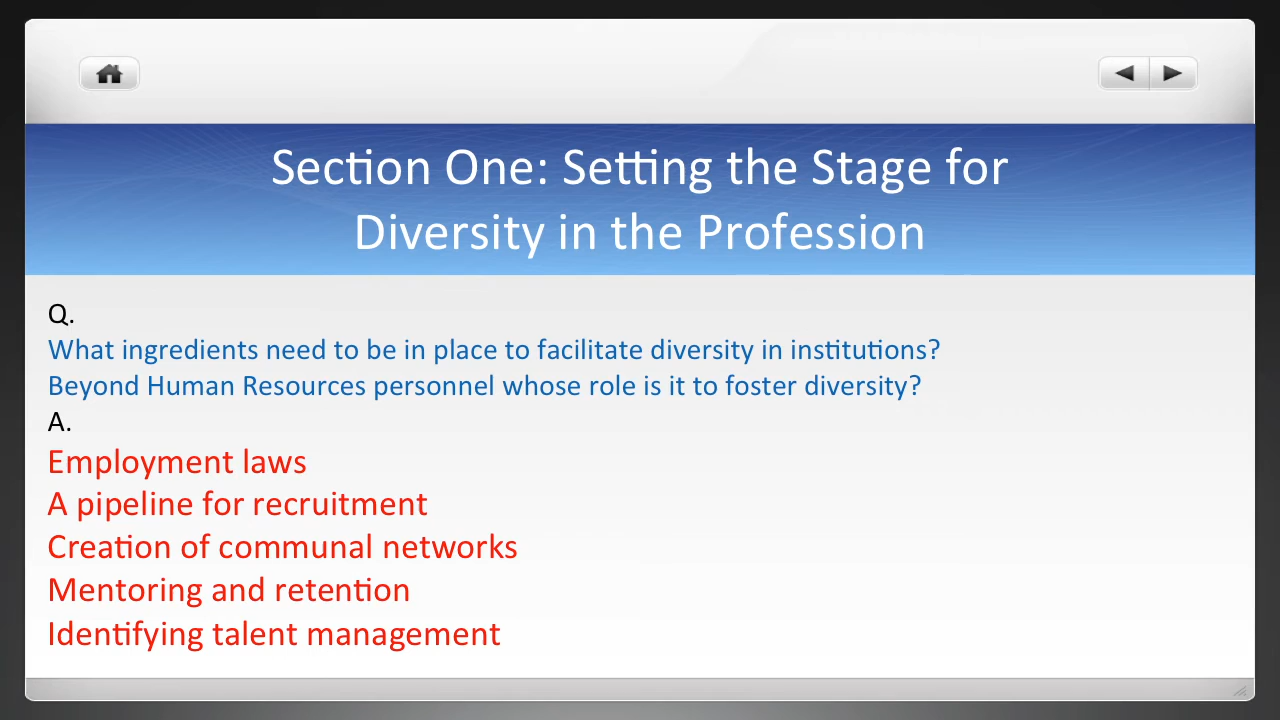 Section One: Setting the Stage for
Diversity in the Profession
Q.
What ingredients need to be in place to facilitate diversity in institutions?
Beyond Human Resources personnel whose role is it to foster diversity?
A.
Employment laws
A pipeline for recruitment
Creation of communal networks
Mentoring and retention
Identifying talent management